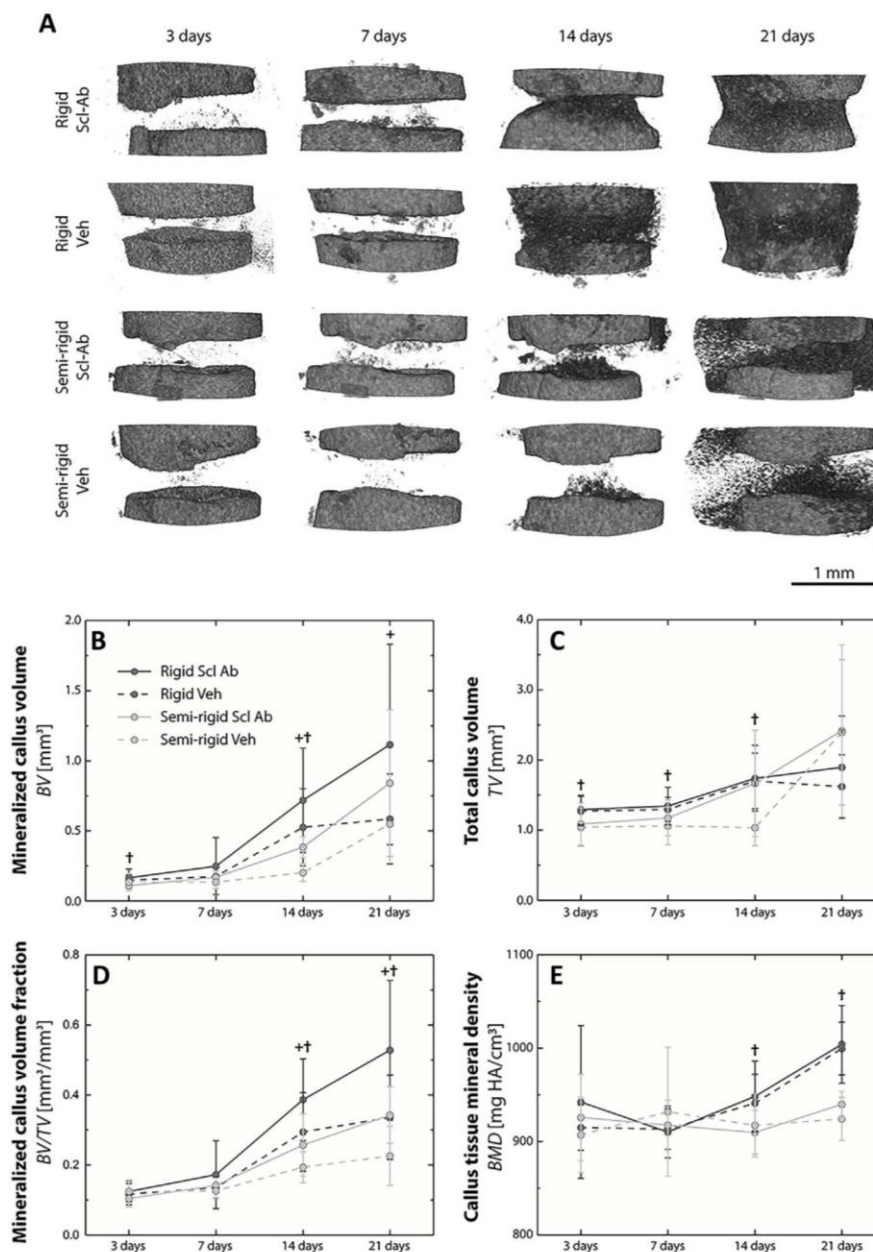 A
3 days 7 days 14 days 21 days
Rigid
Scl-Ab
Rigid
Veh
Semi-rigid
Scl-Ab
Semi-rigid
Veh
1 mm
B
Mineralized callus volume
BV [mm³]
2.0
1.5
1.0
0.5
0.0
Rigid Scl Ab
Rigid Veh
Semi-rigid Scl Ab
Semi-rigid Veh
†
+†
+
3 days 7 days 14 days 21 days
C
Total callus volume
TV [mm³]
4.0
3.0
2.0
1.0
0.0
†
†
†
3 days 7 days 14 days 21 days
D
Mineralized callus volume fraction
BV/TV [mm³/mm³]
0.8
0.6
0.4
0.2
0.0
+†
+†
3 days 7 days 14 days 21 days
E
Callus tissue mineral density
BMD [mg HA/cm³]
1100
1000
900
800
†
†
3 days 7 days 14 days 21 days